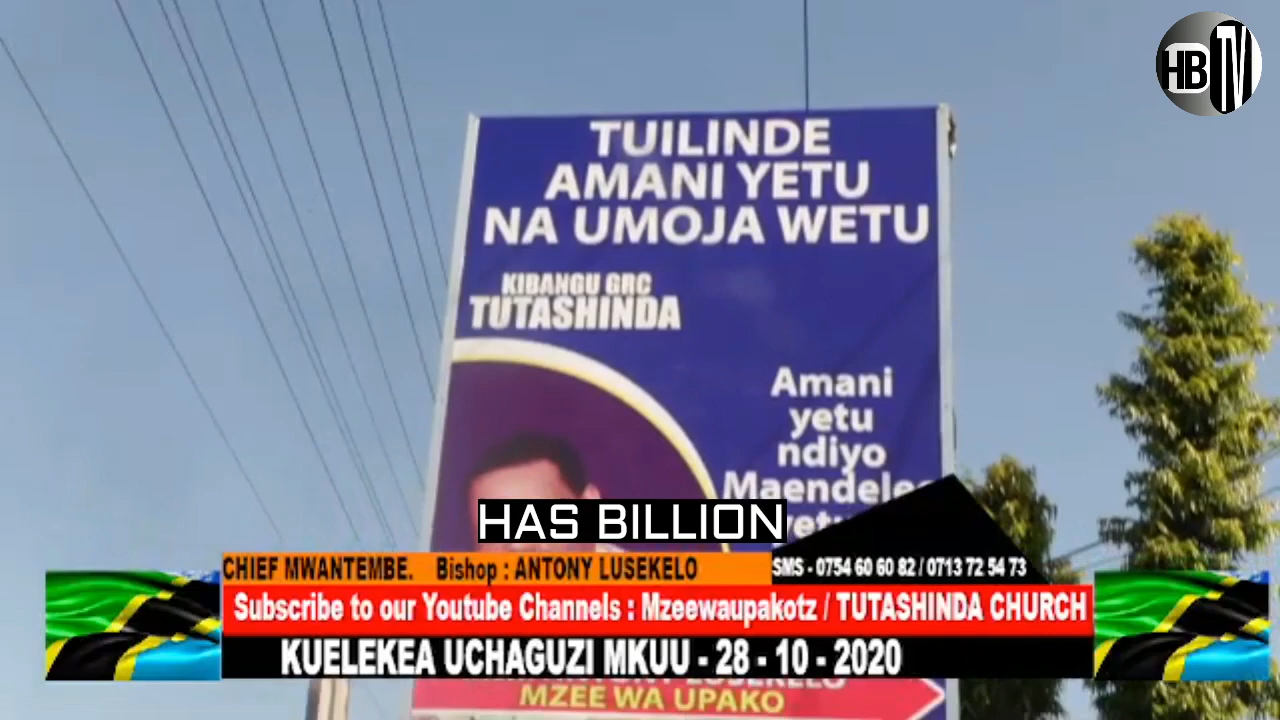 HB TV
TUILINDE
AMANI YETU
NA UMOJA WETU
KIBANGU GRC
TUTASHINDA
Amani
yetu
ndiyo
HAS BILLION
CHIEF MWANTEMBE. Bishop : ANTONY LUSEKELO
SMS - 0754 60 60 82 / 0713 72 54 73
Subscribe to our Youtube Channels : Mzeewaupakotz / TUTASHINDA CHURCH
KUELEKEA UCHAGUZI MKUU - 28 - 10 - 2020
MZEE WA UPAKO